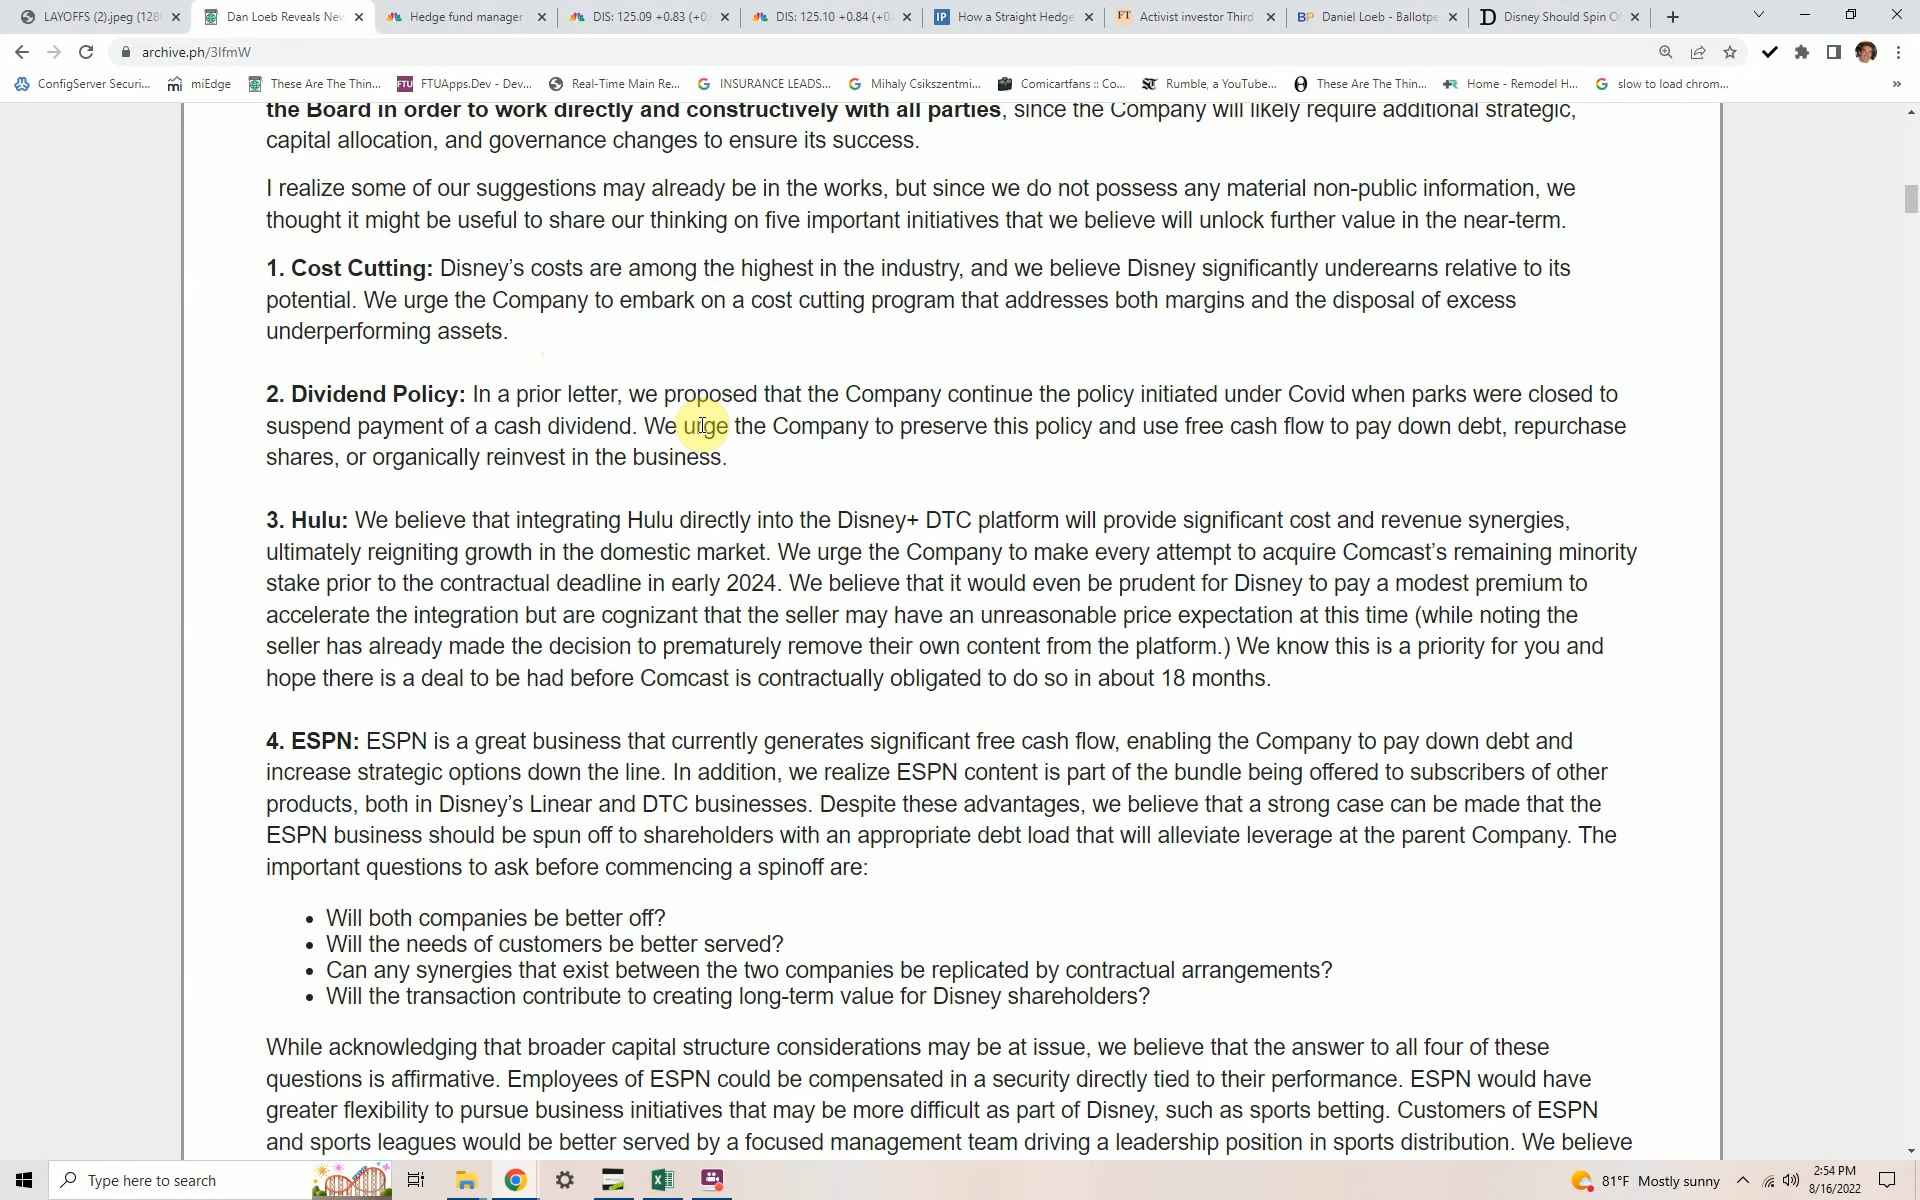 LAYOFFS (2).jpeg (128
Dan Loeb Reveals New
Hedge fund manager
DIS: 125.09 +0.83 (+0.
DIS: 125.10 +0.84 (+0.
How a Straight Hedge
Activist investor Third
Daniel Loeb - Ballotpe
Disney Should Spin Of
archive.ph/3lfmW
ConfigServer Securi...
miEdge
These Are The Thin...
FTUApps.Dev - Dev...
Real-Time Main Re...
INSURANCE LEADS...
Mihaly Csikszentmi...
Comicartfans :: Co...
Rumble, a YouTube...
These Are The Thin...
Home - Remodel H...
slow to load chrom...
the Board in order to work directly and constructively with all parties, since the Company will likely require additional strategic,
capital allocation, and governance changes to ensure its success.
I realize some of our suggestions may already be in the works, but since we do not possess any material non-public information, we
thought it might be useful to share our thinking on five important initiatives that we believe will unlock further value in the near-term.
1. Cost Cutting: Disney's costs are among the highest in the industry, and we believe Disney significantly underearns relative to its
potential. We urge the Company to embark on a cost cutting program that addresses both margins and the disposal of excess
underperforming assets.
2. Dividend Policy: In a prior letter, we proposed that the Company continue the policy initiated under Covid when parks were closed to
suspend payment of a cash dividend. We urge the Company to preserve this policy and use free cash flow to pay down debt, repurchase
shares, or organically reinvest in the business.
3. Hulu: We believe that integrating Hulu directly into the Disney+ DTC platform will provide significant cost and revenue synergies,
ultimately reigniting growth in the domestic market. We urge the Company to make every attempt to acquire Comcast's remaining minority
stake prior to the contractual deadline in early 2024. We believe that it would even be prudent for Disney to pay a modest premium to
accelerate the integration but are cognizant that the seller may have an unreasonable price expectation at this time (while noting the
seller has already made the decision to prematurely remove their own content from the platform.) We know this is a priority for you and
hope there is a deal to be had before Comcast is contractually obligated to do so in about 18 months.
4. ESPN: ESPN is a great business that currently generates significant free cash flow, enabling the Company to pay down debt and
increase strategic options down the line. In addition, we realize ESPN content is part of the bundle being offered to subscribers of other
products, both in Disney's Linear and DTC businesses. Despite these advantages, we believe that a strong case can be made that the
ESPN business should be spun off to shareholders with an appropriate debt load that will alleviate leverage at the parent Company. The
important questions to ask before commencing a spinoff are:
• Will both companies be better off?
• Will the needs of customers be better served?
• Can any synergies that exist between the two companies be replicated by contractual arrangements?
• Will the transaction contribute to creating long-term value for Disney shareholders?
While acknowledging that broader capital structure considerations may be at issue, we believe that the answer to all four of these
questions is affirmative. Employees of ESPN could be compensated in a security directly tied to their performance. ESPN would have
greater flexibility to pursue business initiatives that may be more difficult as part of Disney, such as sports betting. Customers of ESPN
and sports leagues would be better served by a focused management team driving a leadership position in sports distribution. We believe
Type here to search
81°F Mostly sunny
2:54 PM
8/16/2022